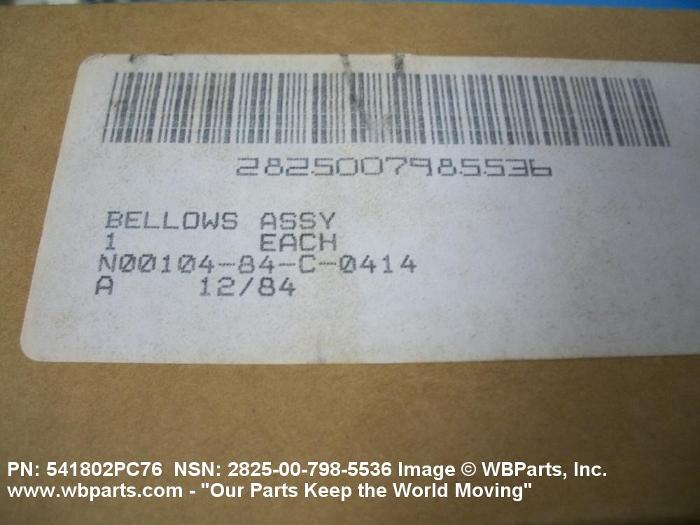 2825007985536
BELLOWS ASSY
1 EACH
N00104-84-C-0414
A 12/84
PN: 541802PC76 NSN: 2825-00-798-5536 Image © WBParts, Inc.
www.wbparts.com - "Our Parts Keep the World Moving"